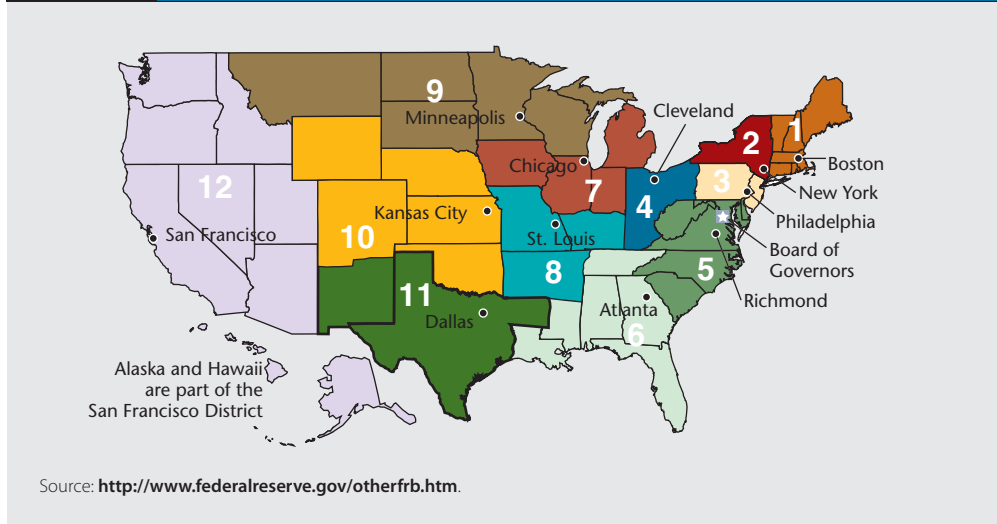 9
Minneapolis
Cleveland
2
1
Chicago
Boston
12
7
3
New York
4
Kansas City
Philadelphia
San Francisco
10
St. Louis
Board of
Governors
8
5
11
Richmond
Atlanta
Dallas
6
Alaska and Hawaii
are part of the
San Francisco District
Source: http://www.federalreserve.gov/otherfrb.htm.